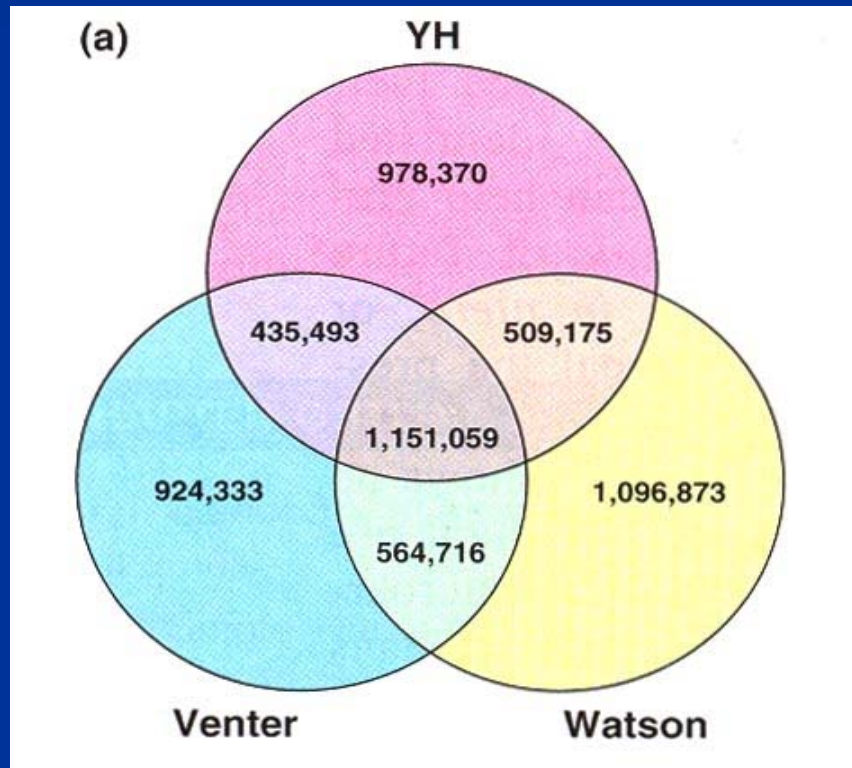 (a)
YH
978,370
435,493
509,175
1,151,059
924,333
1,096,873
564,716
Venter
Watson